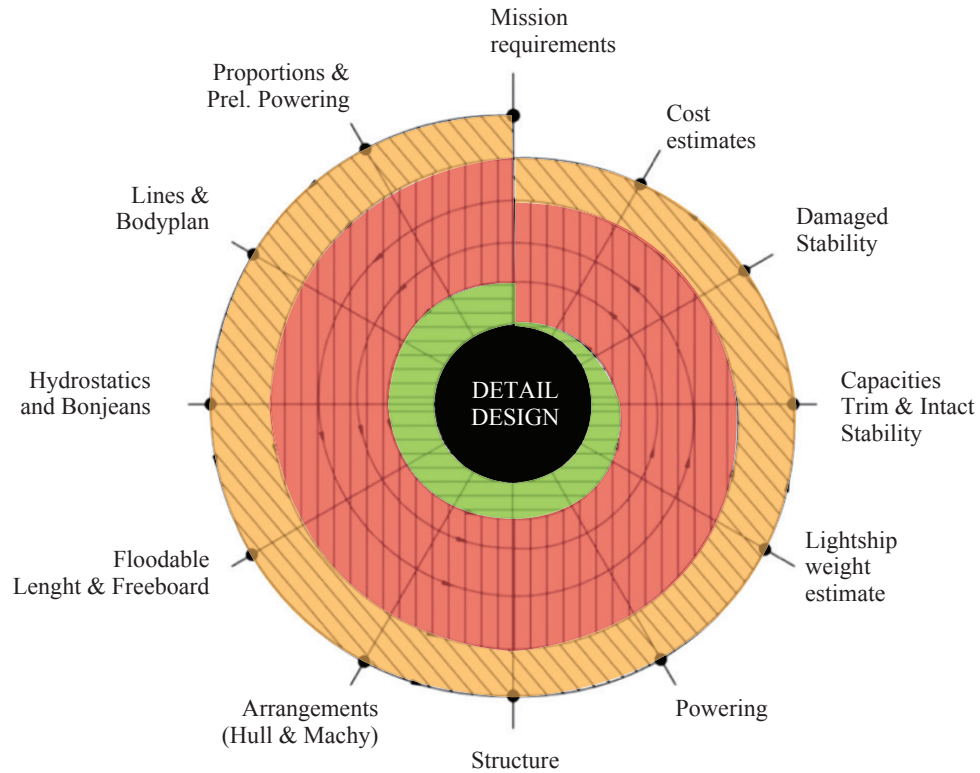 Mission
requirements
Proportions &
Prel. Powering
Cost
estimates
Lines &
Bodyplan
Damaged
Stability
Hydrostatics
and Bonjeans
DETAIL
DESIGN
Capacities
Trim & Intact
Stability
Floodable
Lenght & Freeboard
Lightship
weight
estimate
Arrangements
(Hull & Machy)
Powering
Structure